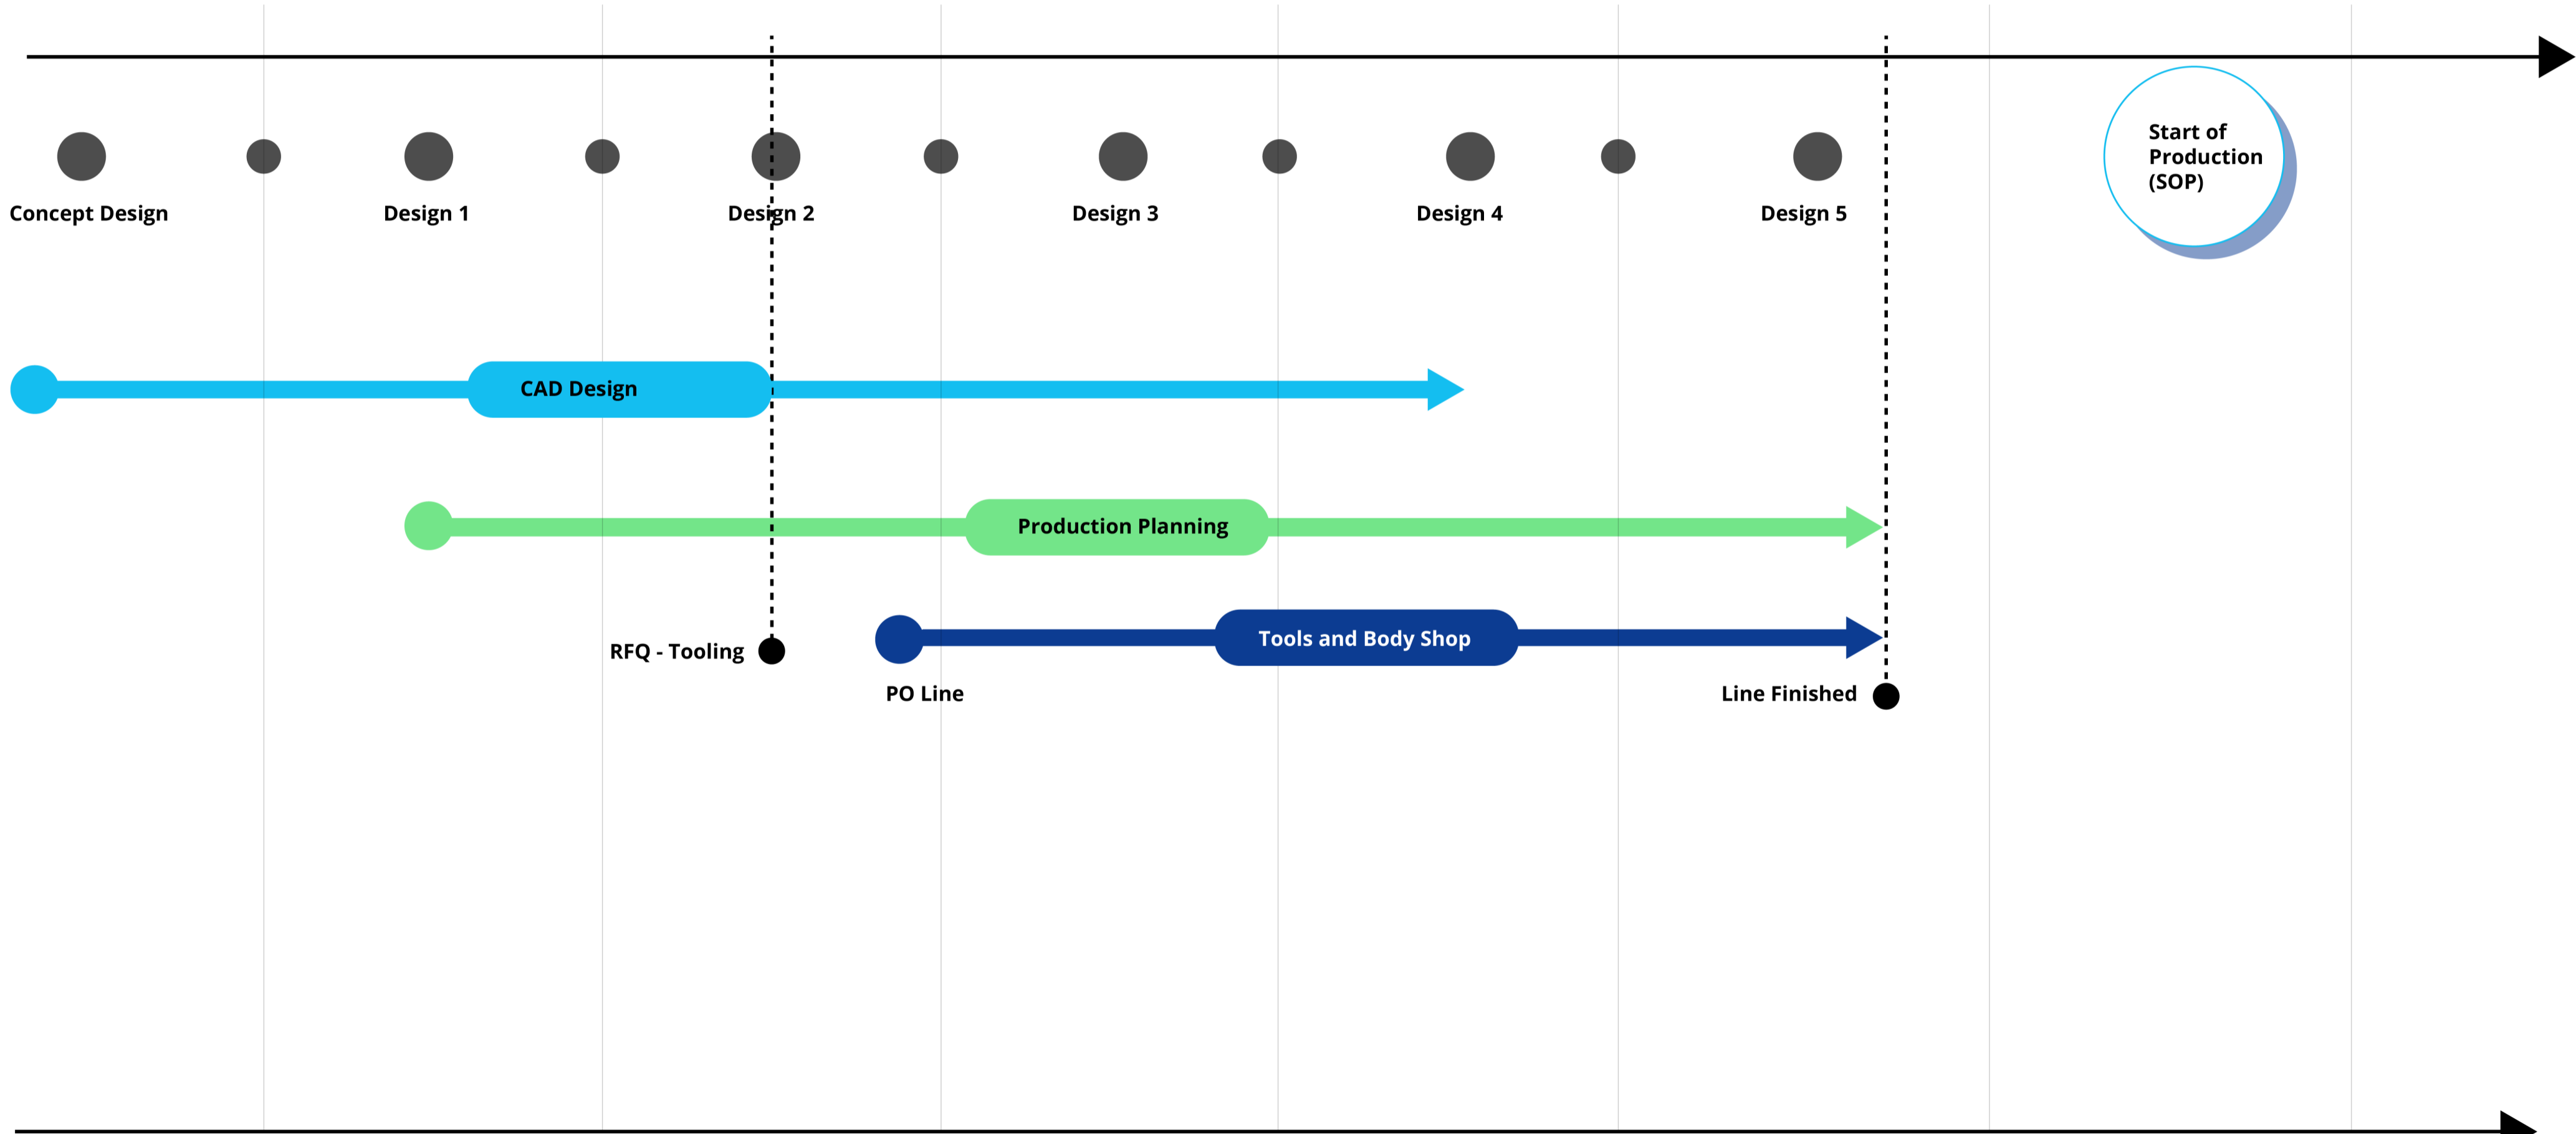 Start of
Production
(SOP)
Concept Design
Design 1
Design 2
Design 3
Design 4
Design 5
CAD Design
Production Planning
Tools and Body Shop
RFQ - Tooling
PO Line
Line Finished